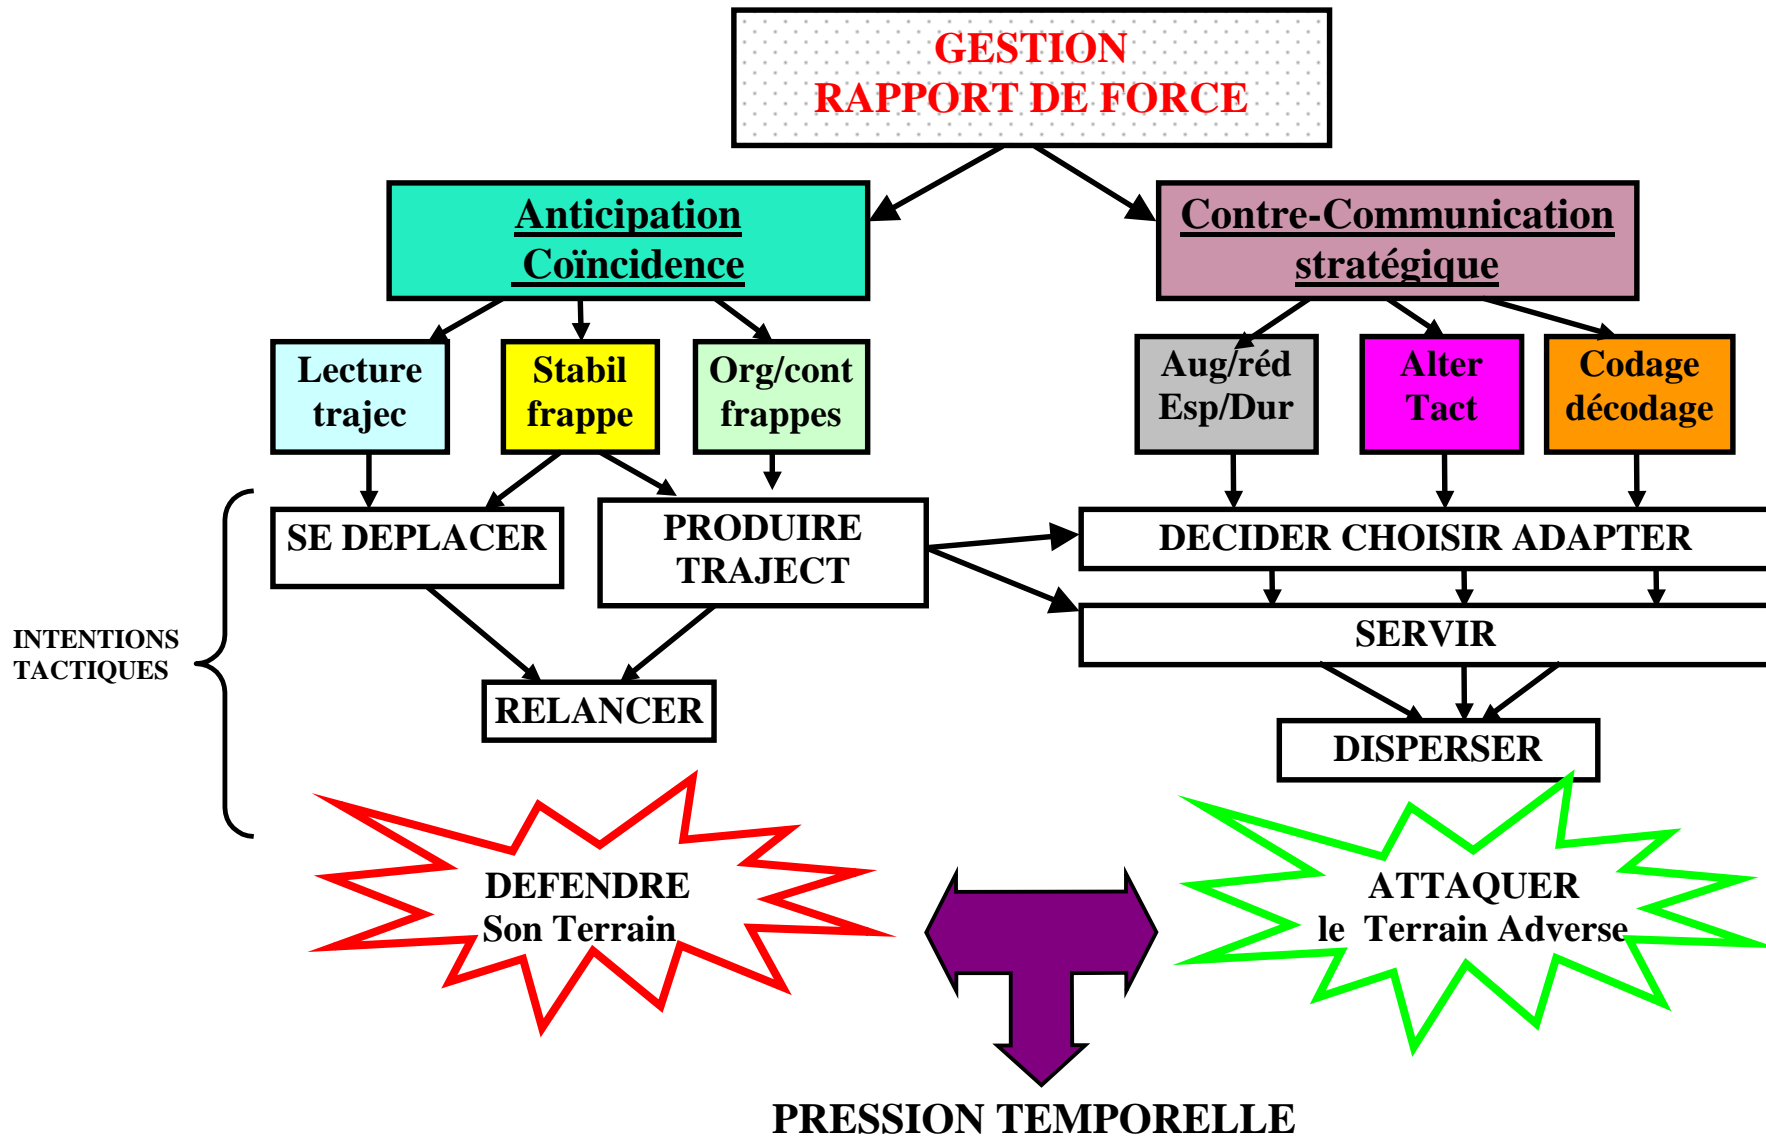 GESTION
RAPPORT DE FORCE
Anticipation
Coïncidence
Contre-Communication
stratégique
Lecture
trajec
Stabil
frappe
Org/cont
frappes
Aug/réd
Esp/Dur
Alter
Tact
Codage
décodage
SE DEPLACER
PRODUIRE
TRAJECT
DECIDER CHOISIR ADAPTER
SERVIR
INTENTIONS
TACTIQUES
RELANCER
DISPERSER
DEFENDRE
Son Terrain
ATTAQUER
le Terrain Adverse
PRESSION TEMPORELLE